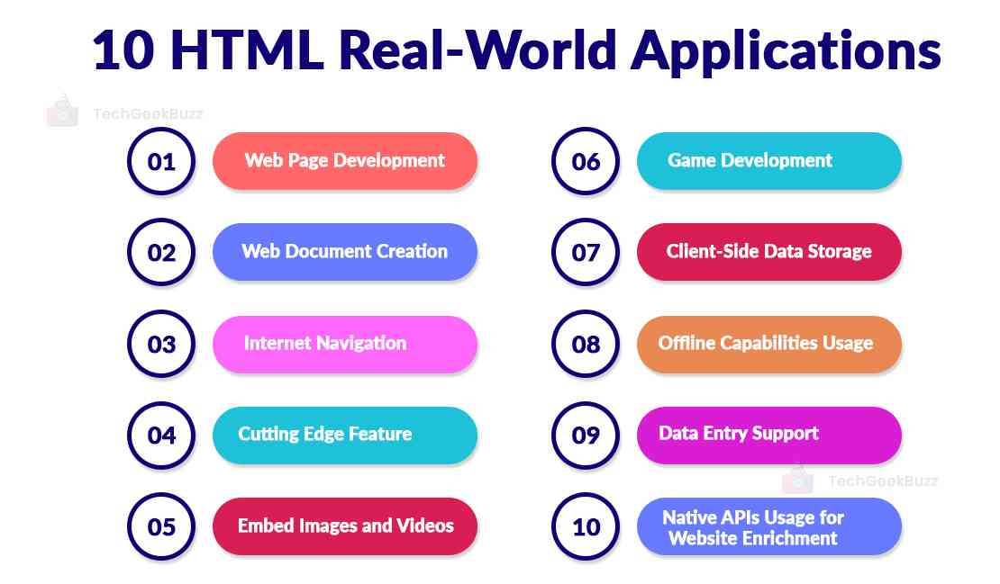 10 HTML Real-World Applications
TechGeekBuzz
01
Web Page Development
02
Web Document Creation
03
Internet Navigation
04
Cutting Edge Feature
05
Embed Images and Videos
06
Game Development
07
Client-Side Data Storage
08
Offline Capabilities Usage
09
Data Entry Support
TechGeekBuzz
10
Native APIs Usage for
Website Enrichment